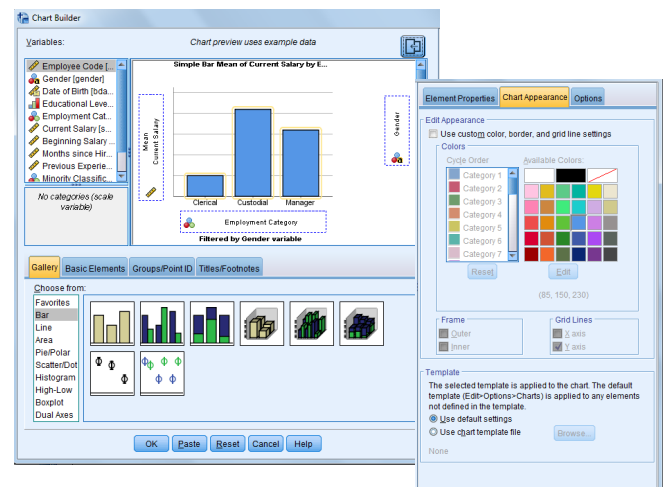 Chart Builder
Variables:
Chart preview uses example data
Employee Code [...
Gender [gender]
Date of Birth [bda...
Educational Leve...
Employment Cat...
Current Salary [s...
Beginning Salary ...
Months since Hir...
Previous Experie...
Minority Classific...
No categories (scale
variable)
Simple Bar Mean of Current Salary by E...
Mean
Current Salary
Gender
Clerical Custodial Manager
Employment Category
Filtered by Gender variable
Gallery Basic Elements Groups/Point ID Titles/Footnotes
Choose from:
Favorites
Bar
Line
Area
Pie/Polar
Scatter/Dot
Histogram
High-Low
Boxplot
Dual Axes
OK Paste Reset Cancel Help
Element Properties Chart Appearance Options
Edit Appearance
Use custom color, border, and grid line settings
Colors
Cycle Order Available Colors:
Category 1
Category 2
Category 3
Category 4
Category 5
Category 6
Category 7
Reset Edit
(85, 150, 230)
Frame
Outer
Inner
Grid Lines
X axis
Y axis
Template
The selected template is applied to the chart. The default
template (Edit>Options>Charts) is applied to any elements
not defined in the template.
Use default settings
Use chart template file Browse...
None